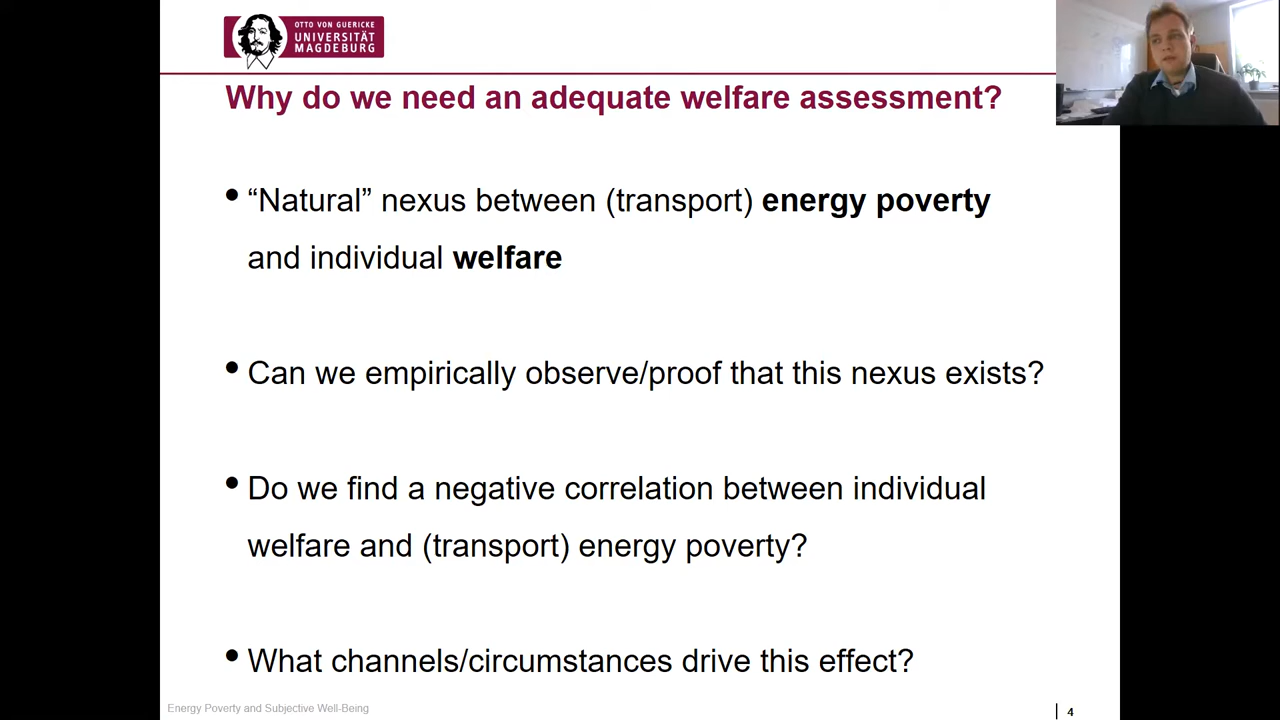 OTTO VON GUERICKE
UNIVERSITÄT
MAGDEBURG
Why do we need an adequate welfare assessment?
• “Natural” nexus between (transport) energy poverty
and individual welfare
• Can we empirically observe/proof that this nexus exists?
• Do we find a negative correlation between individual
welfare and (transport) energy poverty?
• What channels/circumstances drive this effect?
Energy Poverty and Subjective Well-Being
4